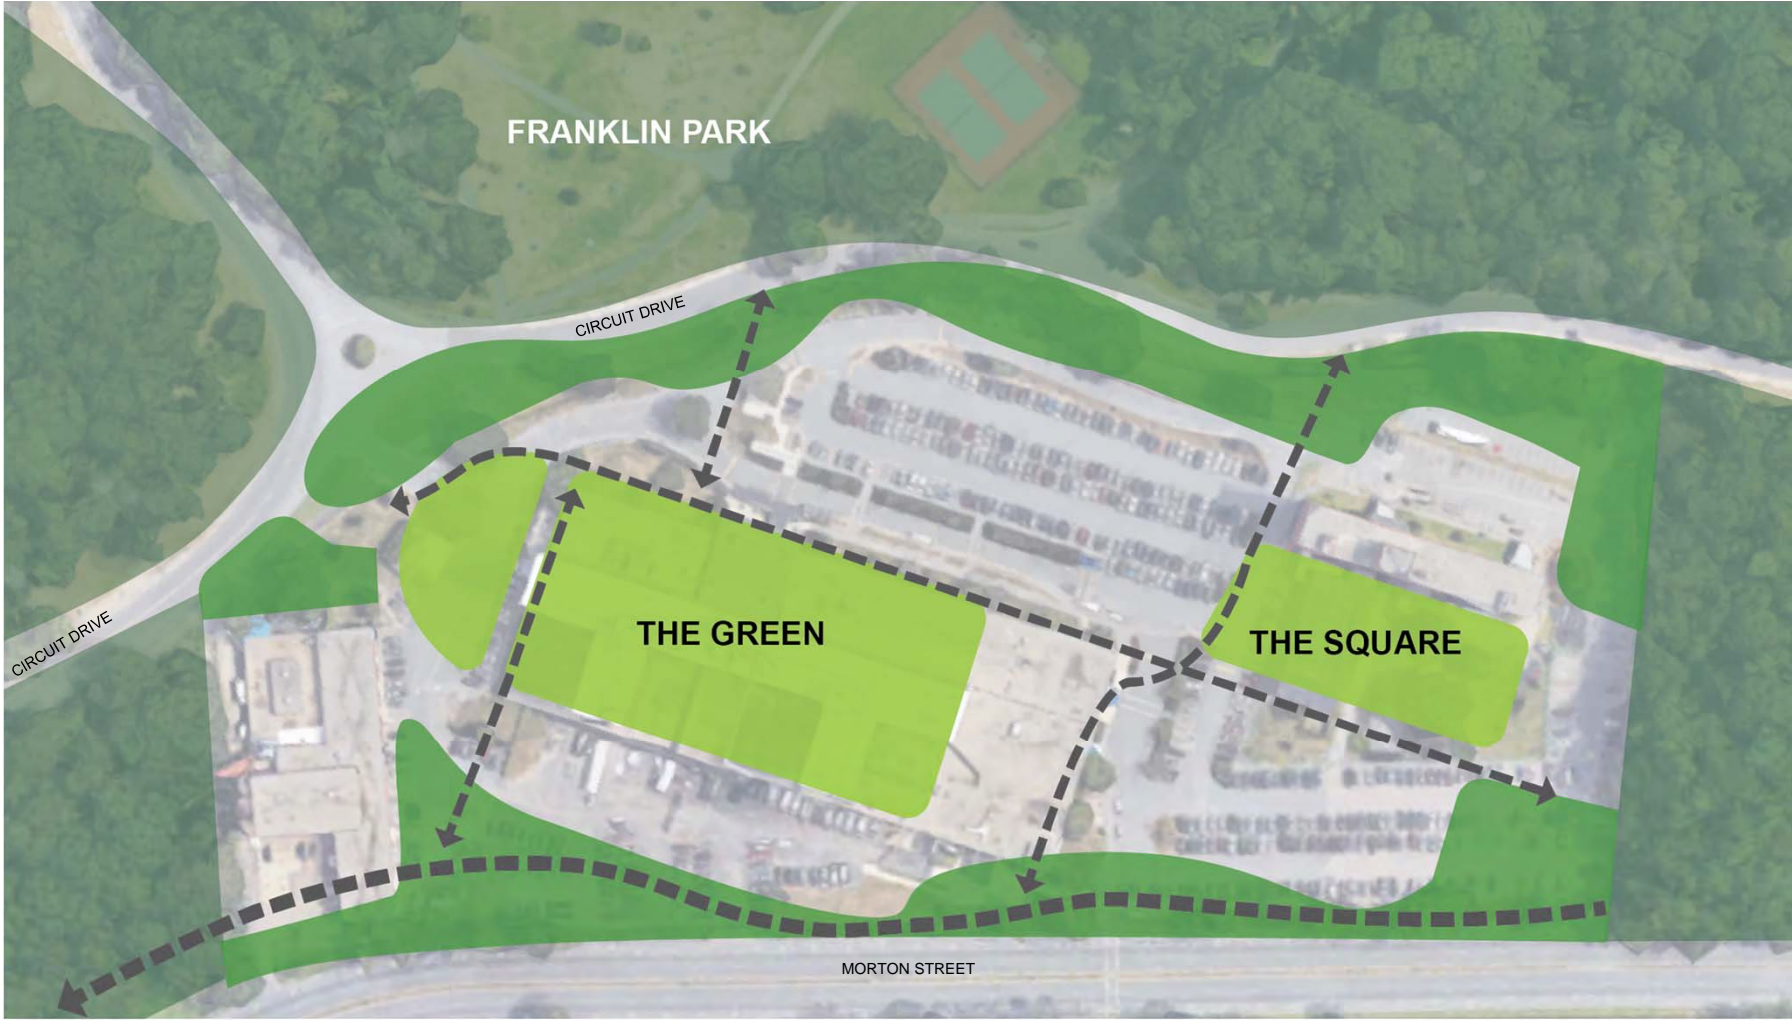 FRANKLIN PARK
CIRCUIT DRIVE
CIRCUIT DRIVE
THE GREEN
THE SQUARE
MORTON STREET